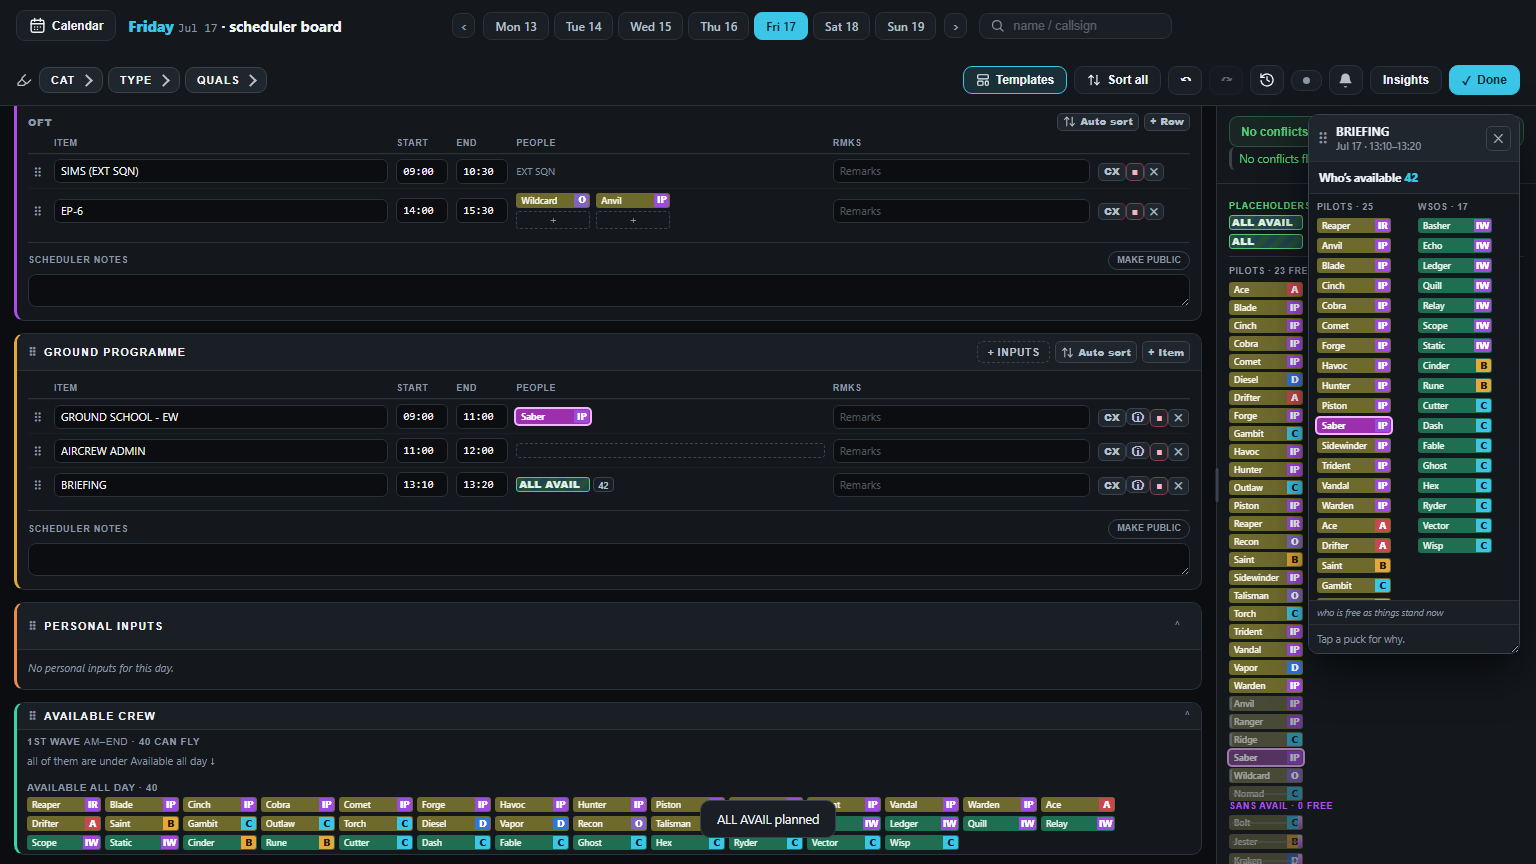 Calendar
Friday Jul 17 · scheduler board
‹ Mon 13 Tue 14 Wed 15 Thu 16 Fri 17 Sat 18 Sun 19 ›
name / callsign
CAT TYPE QUALS
Templates Sort all Insights ✓ Done
OFT
Auto sort + Row
ITEM START END PEOPLE RMKS
SIMS (EXT SQN) 09:00 10:30 EXT SQN Remarks CX ✕
EP-6 14:00 15:30 Wildcard O Anvil IP Remarks CX ✕
+ +
SCHEDULER NOTES MAKE PUBLIC
GROUND PROGRAMME
+ INPUTS Auto sort + Item
ITEM START END PEOPLE RMKS
GROUND SCHOOL - EW 09:00 11:00 Saber IP Remarks CX ✕
AIRCREW ADMIN 11:00 12:00 Remarks CX ✕
BRIEFING 13:10 13:20 ALL AVAIL 42 Remarks CX ✕
SCHEDULER NOTES MAKE PUBLIC
PERSONAL INPUTS
No personal inputs for this day.
AVAILABLE CREW
1ST WAVE AM–END · 40 CAN FLY
all of them are under Available all day ↓
AVAILABLE ALL DAY · 40
Reaper IR Blade IP Cinch IP Cobra IP Comet IP Forge IP Havoc IP Hunter IP Piston IP Vandal IP Warden IP Ace A
Drifter A Saint B Gambit C Outlaw C Torch C Diesel D Vapor D Recon O Talisman IW Ledger IW Quill IW Relay IW
Scope IW Static IW Cinder B Rune B Cutter C Dash C Fable C Ghost C Hex C Ryder C Vector C Wisp C
ALL AVAIL planned
No conflicts
No conflicts fl
PLACEHOLDERS
ALL AVAIL
ALL
PILOTS · 23 FRE
Ace A
Blade IP
Cinch IP
Cobra IP
Comet IP
Diesel D
Drifter A
Forge IP
Gambit C
Havoc IP
Hunter IP
Outlaw C
Piston IP
Reaper IR
Recon O
Saint B
Sidewinder IP
Talisman O
Torch C
Trident IP
Vandal IP
Vapor D
Warden IP
Anvil IP
Ranger IP
Ridge C
Saber IP
Wildcard O
Nomad C
SANS AVAIL · 0 FREE
Bolt C
Jester B
Kraken D
BRIEFING
Jul 17 · 13:10–13:20
Who's available 42
PILOTS · 25
Reaper IR
Anvil IP
Blade IP
Cinch IP
Cobra IP
Comet IP
Forge IP
Havoc IP
Hunter IP
Piston IP
Saber IP
Sidewinder IP
Trident IP
Vandal IP
Warden IP
Ace A
Drifter A
Saint B
Gambit C
WSOS · 17
Basher IW
Echo IW
Ledger IW
Quill IW
Relay IW
Scope IW
Static IW
Cinder B
Rune B
Cutter C
Dash C
Fable C
Ghost C
Hex C
Ryder C
Vector C
Wisp C
who is free as things stand now
Tap a puck for why.